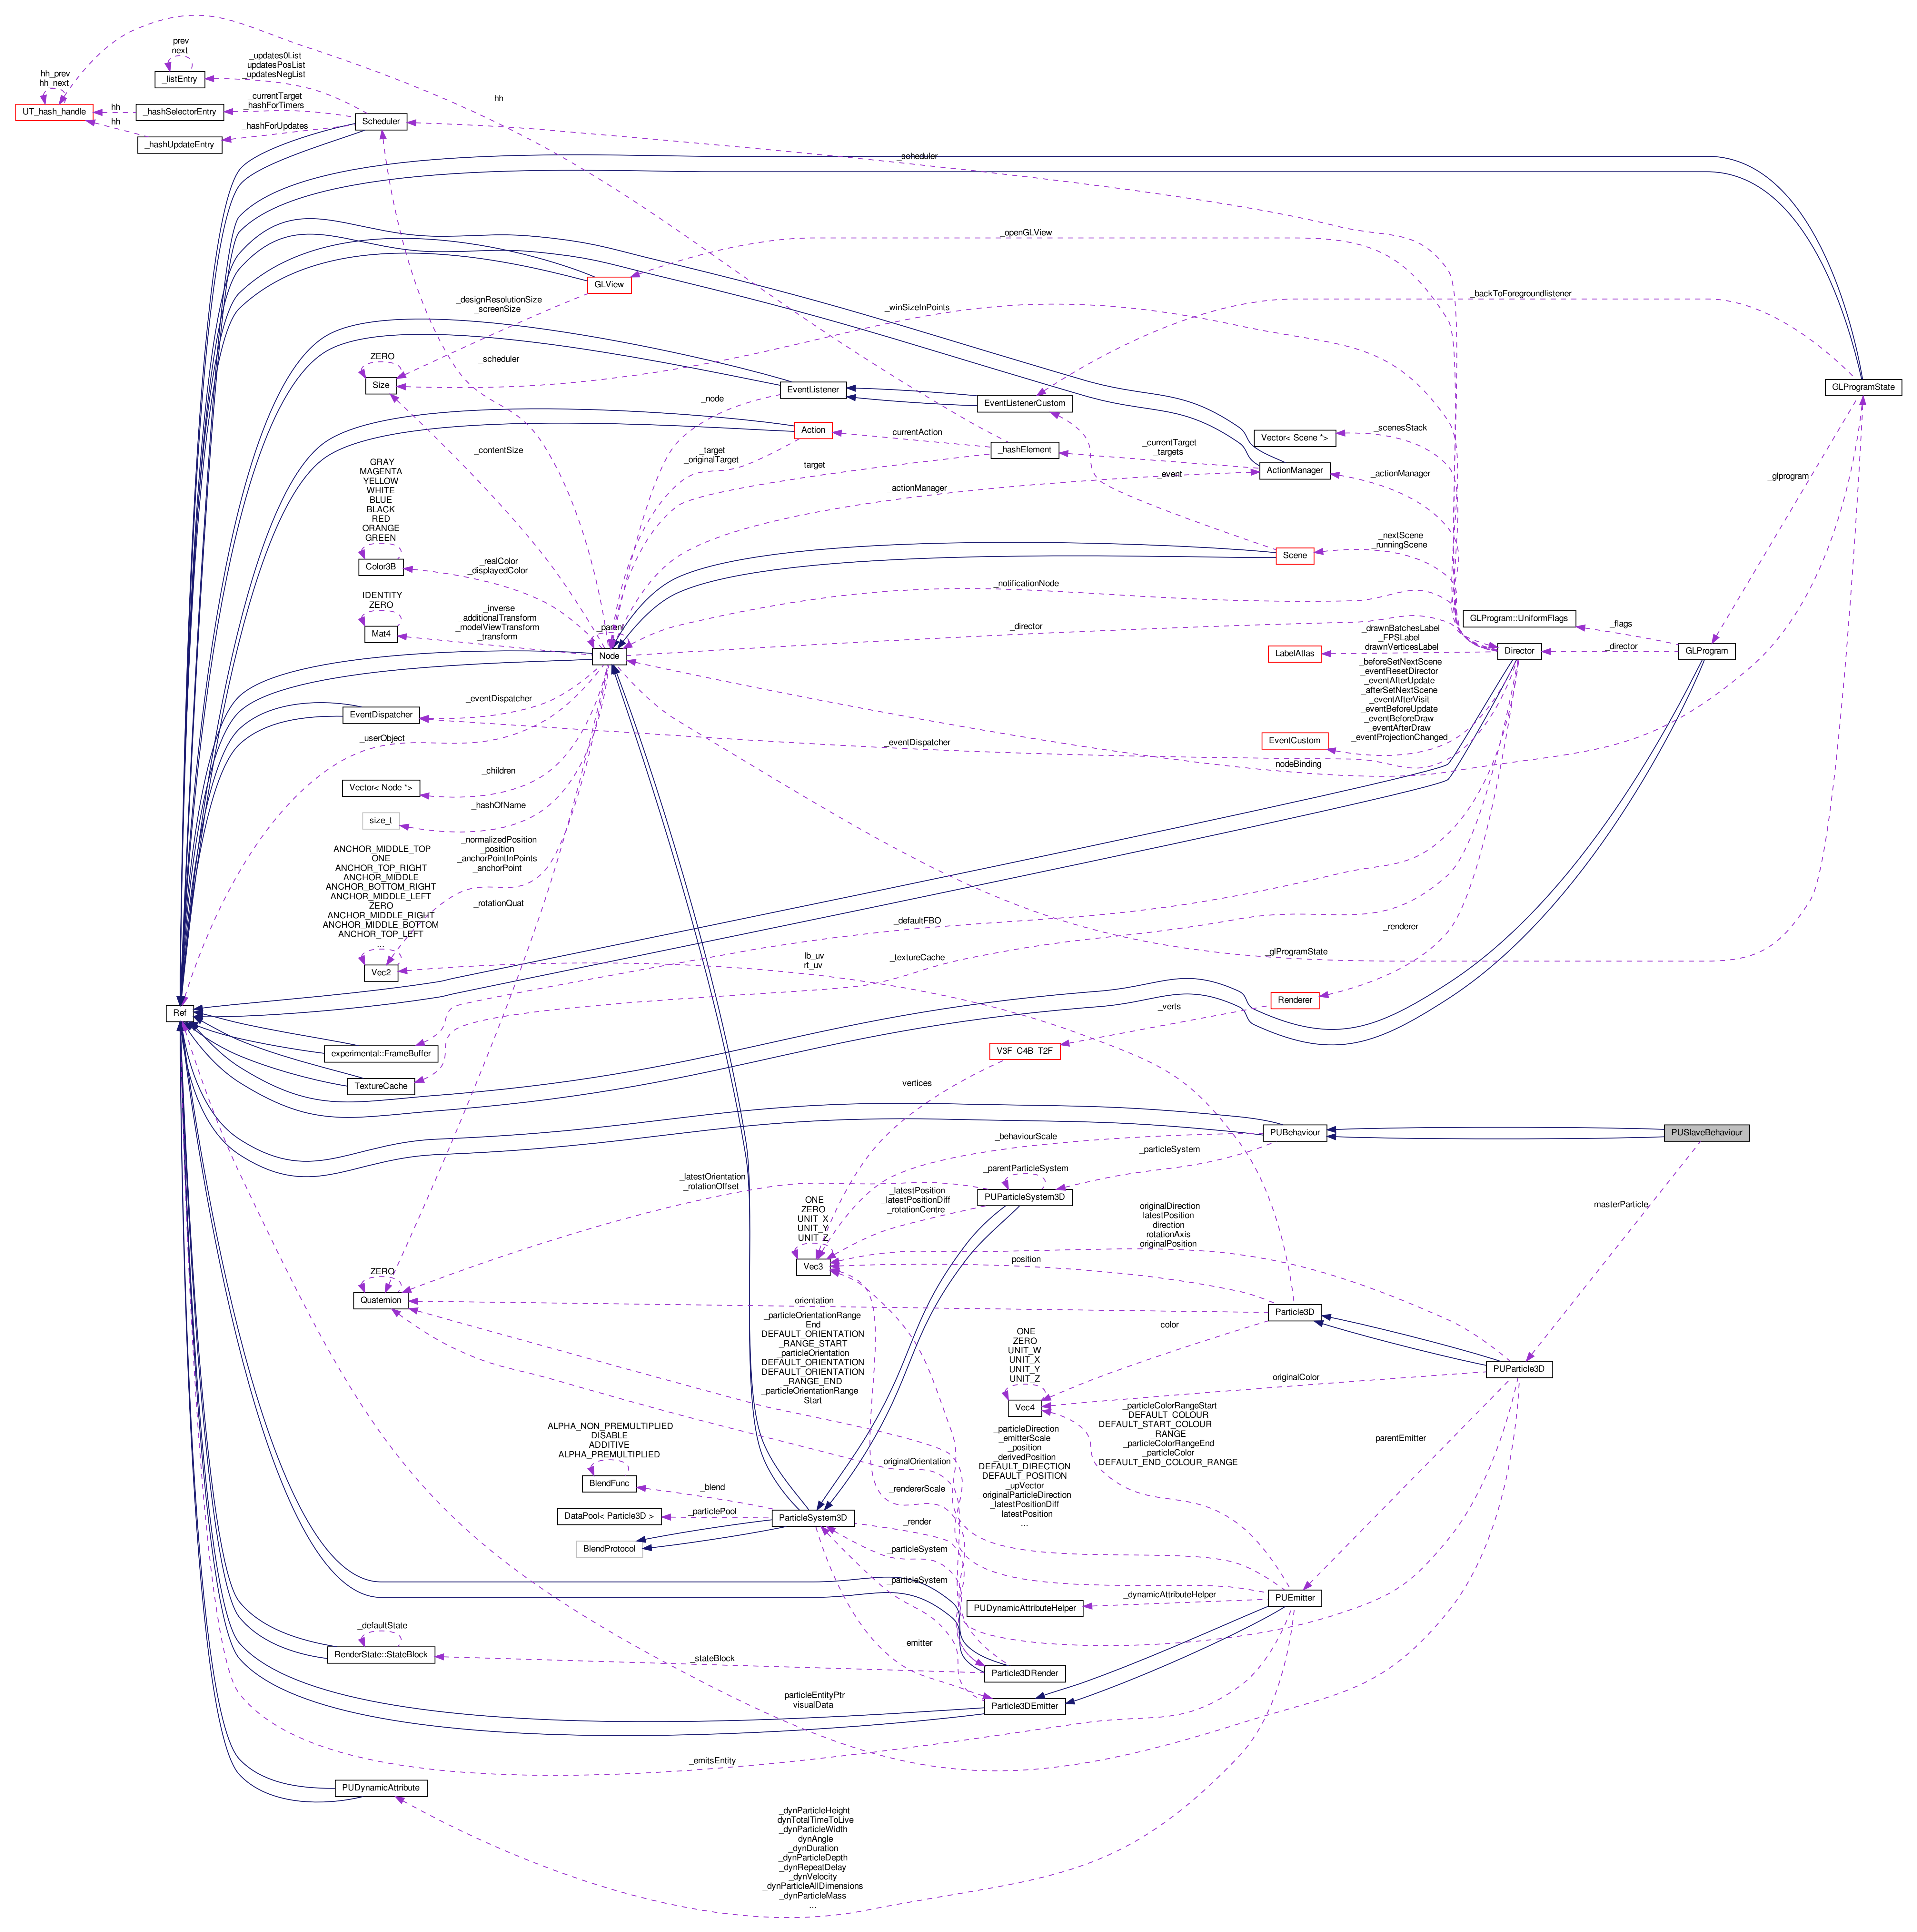 prev
next
_listEntry
_updates0List
_updatesPosList
_updatesNegList
hh_prev
hh_next
UT_hash_handle
hh
_hashSelectorEntry
_currentTarget
_hashForTimers
hh
_hashUpdateEntry
_hashForUpdates
Scheduler
hh
_scheduler
_openGLView
GLView
_designResolutionSize
_screenSize
_winSizeInPoints
_backToForegroundlistener
ZERO
Size
_scheduler
EventListener
EventListenerCustom
GLProgramState
_node
Action
currentAction
_hashElement
_currentTarget
_targets
Vector< Scene *>
_scenesStack
ActionManager
_actionManager
_contentSize
_target
_originalTarget
target
_actionManager
_event
_glprogram
GRAY
MAGENTA
YELLOW
WHITE
BLUE
BLACK
RED
ORANGE
GREEN
Color3B
_realColor
_displayedColor
Scene
_nextScene
_runningScene
_notificationNode
IDENTITY
ZERO
Mat4
_inverse
_additionalTransform
_modelViewTransform
_transform
_parent
Node
_director
GLProgram::UniformFlags
_flags
_drawnBatchesLabel
_FPSLabel
_drawnVerticesLabel
LabelAtlas
Director
_director
GLProgram
_beforeSetNextScene
_eventResetDirector
_eventAfterUpdate
_afterSetNextScene
_eventAfterVisit
_eventBeforeUpdate
_eventBeforeDraw
_eventAfterDraw
_eventProjectionChanged
EventCustom
EventDispatcher
_eventDispatcher
_userObject
_eventDispatcher
_nodeBinding
Vector< Node *>
_children
size_t
_hashOfName
ANCHOR_MIDDLE_TOP
ONE
ANCHOR_TOP_RIGHT
ANCHOR_MIDDLE
ANCHOR_BOTTOM_RIGHT
ANCHOR_MIDDLE_LEFT
ZERO
ANCHOR_MIDDLE_RIGHT
ANCHOR_MIDDLE_BOTTOM
ANCHOR_TOP_LEFT
...
Vec2
_normalizedPosition
_position
_anchorPointInPoints
_anchorPoint
_rotationQuat
_defaultFBO
_textureCache
_renderer
_glProgramState
lb_uv
rt_uv
Renderer
_verts
Ref
experimental::FrameBuffer
TextureCache
V3F_C4B_T2F
vertices
PUBehaviour
PUSlaveBehaviour
_behaviourScale
_particleSystem
_parentParticleSystem
PUParticleSystem3D
_latestOrientation
_rotationOffset
_latestPosition
_latestPositionDiff
_rotationCentre
ONE
ZERO
UNIT_X
UNIT_Y
UNIT_Z
Vec3
originalDirection
latestPosition
direction
rotationAxis
originalPosition
masterParticle
position
ZERO
Quaternion
orientation
Particle3D
_particleOrientationRange
End
DEFAULT_ORIENTATION
_RANGE_START
_particleOrientation
DEFAULT_ORIENTATION
DEFAULT_ORIENTATION
_RANGE_END
_particleOrientationRange
Start
color
ONE
ZERO
UNIT_W
UNIT_X
UNIT_Y
UNIT_Z
Vec4
originalColor
PUParticle3D
_particleColorRangeStart
DEFAULT_COLOUR
DEFAULT_START_COLOUR
_RANGE
_particleColorRangeEnd
_particleColor
DEFAULT_END_COLOUR_RANGE
parentEmitter
_particleDirection
_emitterScale
_position
_derivedPosition
DEFAULT_DIRECTION
DEFAULT_POSITION
_upVector
_originalParticleDirection
_latestPositionDiff
_latestPosition
...
ALPHA_NON_PREMULTIPLIED
DISABLE
ADDITIVE
ALPHA_PREMULTIPLIED
BlendFunc
_blend
originalOrientation
_rendererScale
DataPool< Particle3D >
_particlePool
ParticleSystem3D
_render
BlendProtocol
_particleSystem
_particleSystem
PUDynamicAttributeHelper
_dynamicAttributeHelper
PUEmitter
_defaultState
RenderState::StateBlock
_stateBlock
_emitter
Particle3DRender
Particle3DEmitter
particleEntityPtr
visualData
_emitsEntity
PUDynamicAttribute
_dynParticleHeight
_dynTotalTimeToLive
_dynParticleWidth
_dynAngle
_dynDuration
_dynParticleDepth
_dynRepeatDelay
_dynVelocity
_dynParticleAllDimensions
_dynParticleMass
...